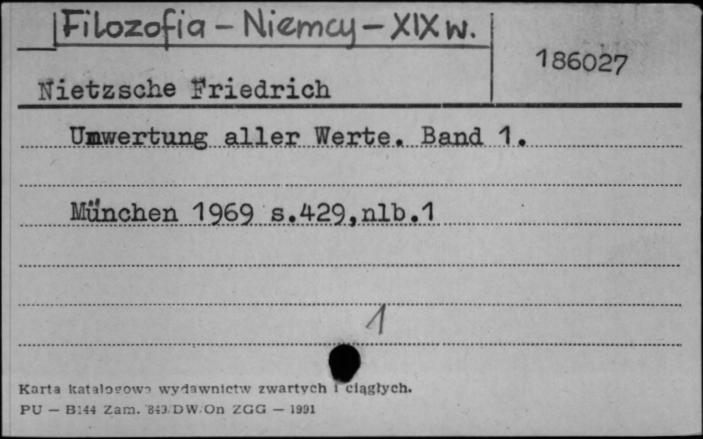 Filozofia – Niemcy – XIX w.
186027
Nietzsche Friedrich
Umwertung aller Werte. Band 1.
München 1969 s.429,nlb.1
1
Karta katalogowa wydawnictw zwartych i ciągłych.
PU — B144 Zam. 849/DW/On ZGG — 1991